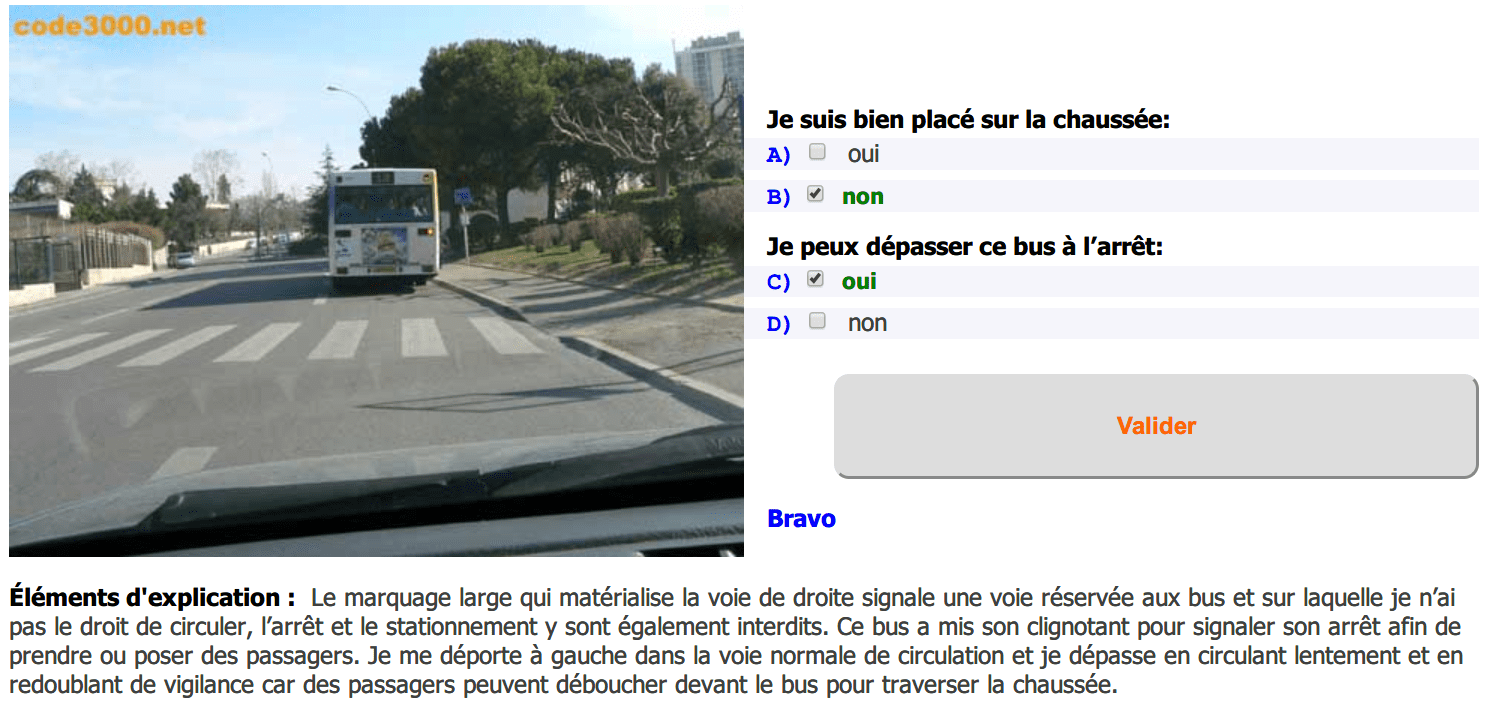 code3000.net
Je suis bien placé sur la chaussée:
A) oui
B) non
Je peux dépasser ce bus à l’arrêt:
C) oui
D) non
Valider
Bravo
Éléments d'explication : Le marquage large qui matérialise la voie de droite signale une voie réservée aux bus et sur laquelle je n’ai
pas le droit de circuler, l’arrêt et le stationnement y sont également interdits. Ce bus a mis son clignotant pour signaler son arrêt afin de
prendre ou poser des passagers. Je me déporte à gauche dans la voie normale de circulation et je dépasse en circulant lentement et en
redoublant de vigilance car des passagers peuvent déboucher devant le bus pour traverser la chaussée.